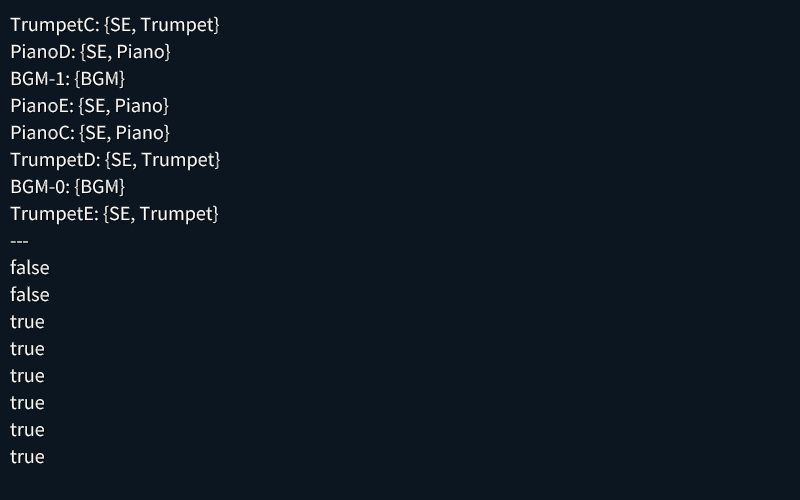 TrumpetC: {SE, Trumpet}
PianoD: {SE, Piano}
BGM-1: {BGM}
PianoE: {SE, Piano}
PianoC: {SE, Piano}
TrumpetD: {SE, Trumpet}
BGM-0: {BGM}
TrumpetE: {SE, Trumpet}
---
false
false
true
true
true
true
true
true